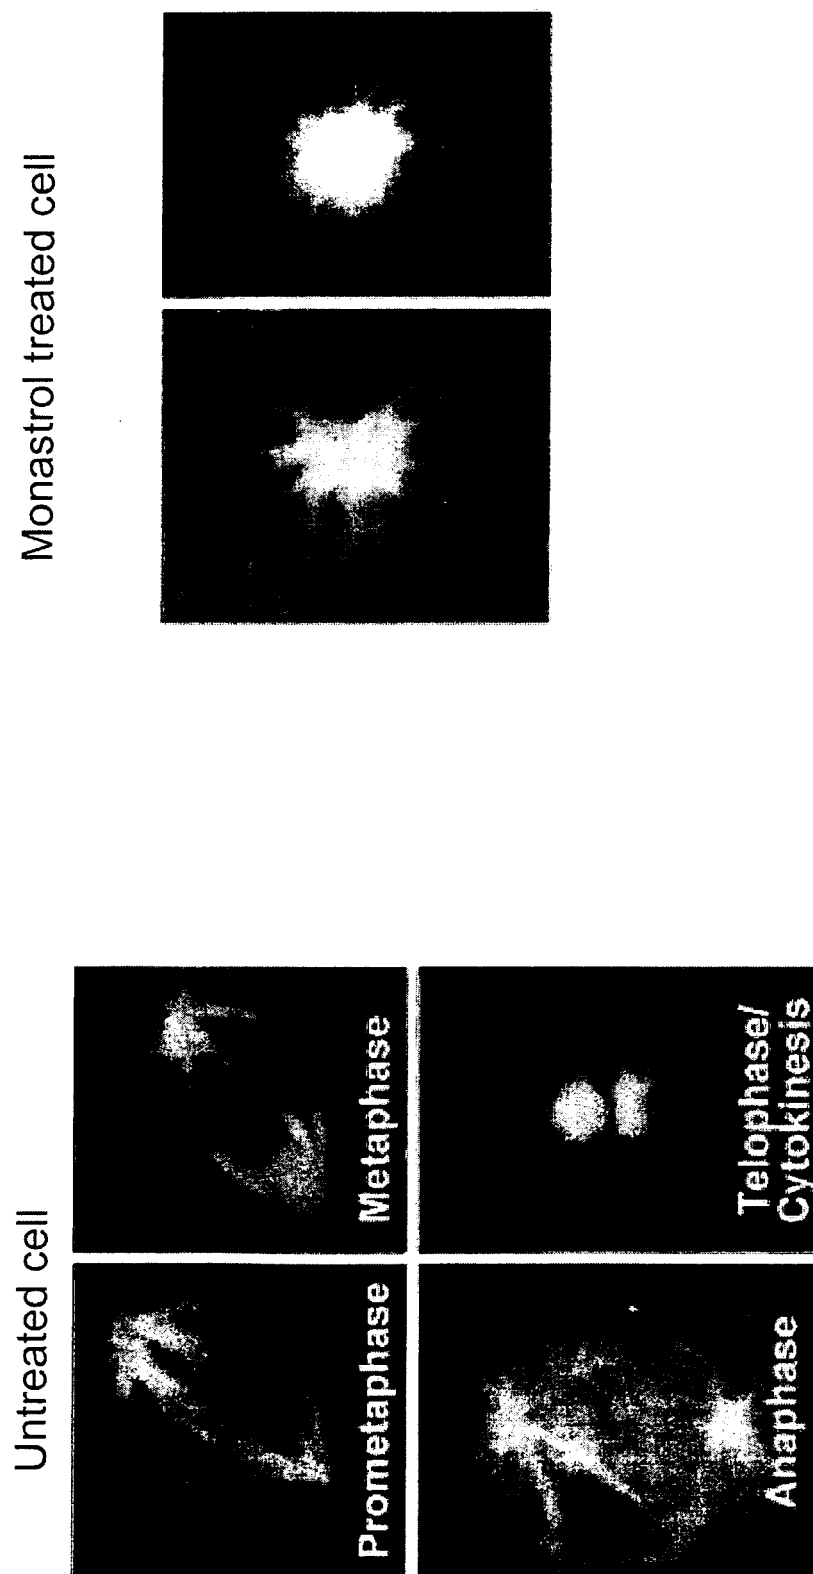 Untreated cell
Prometaphase
Metaphase
Anaphase
Telophase/
Cytokinesis
Monastrol treated cell